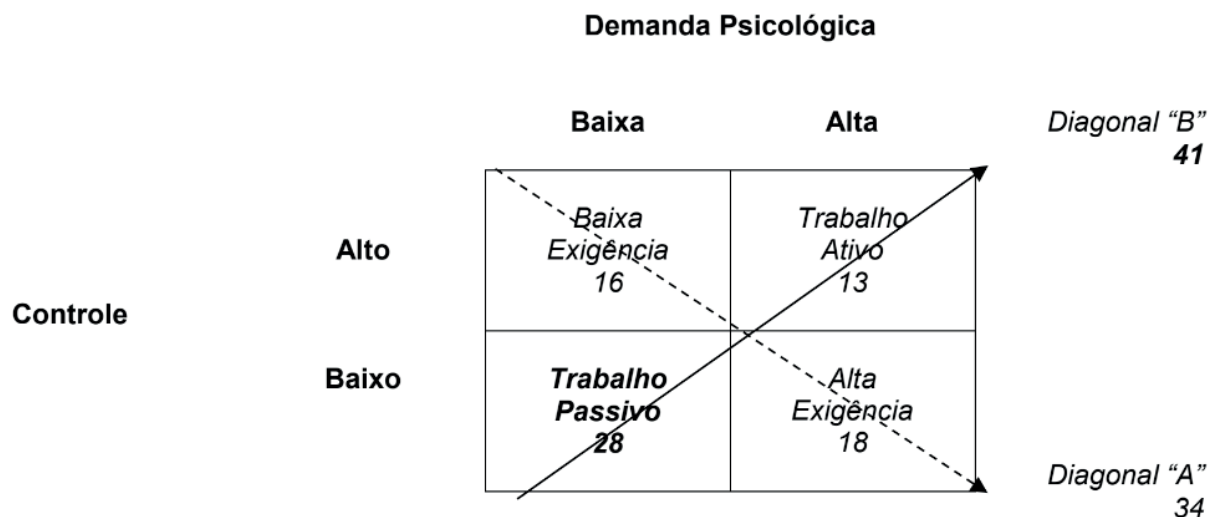 Demanda Psicológica
Baixa Alta Diagonal “B”
41
Baixa Trabalho
Alto Exigência Ativo
16 13
Controle
Baixo Trabalho Alta
Passivo Exigência
28 18
Diagonal “A”
34